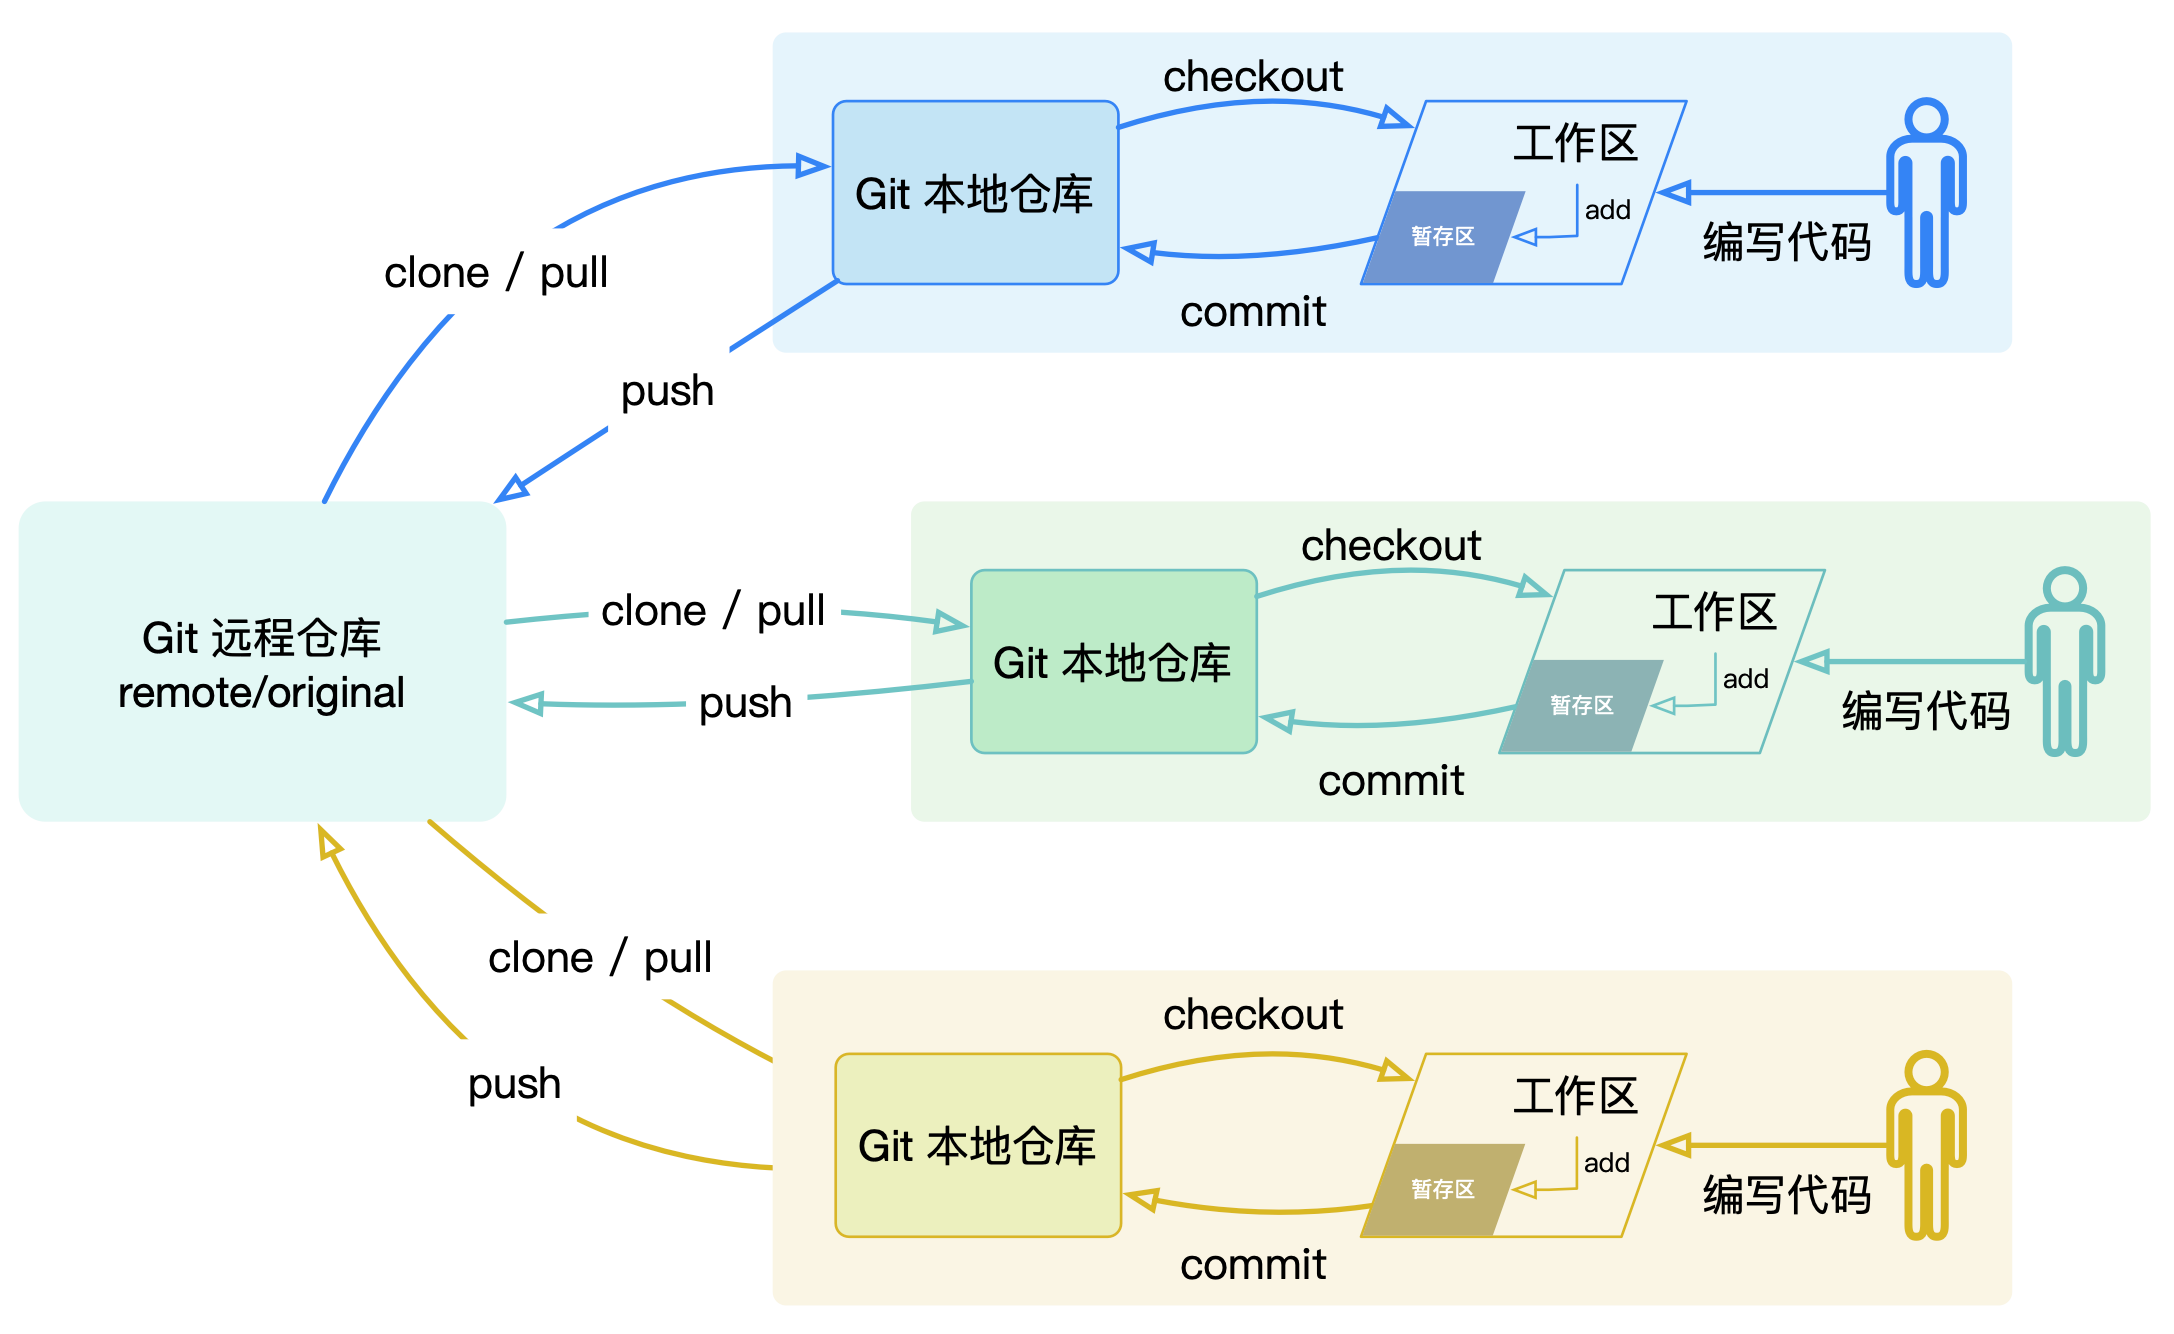 checkout
工作区
Git 本地仓库
add
暂存区
编写代码
clone / pull
commit
push
checkout
工作区
clone / pull
Git 远程仓库
remote/original
Git 本地仓库
add
暂存区
编写代码
push
commit
clone / pull
checkout
push
工作区
Git 本地仓库
add
暂存区
编写代码
commit